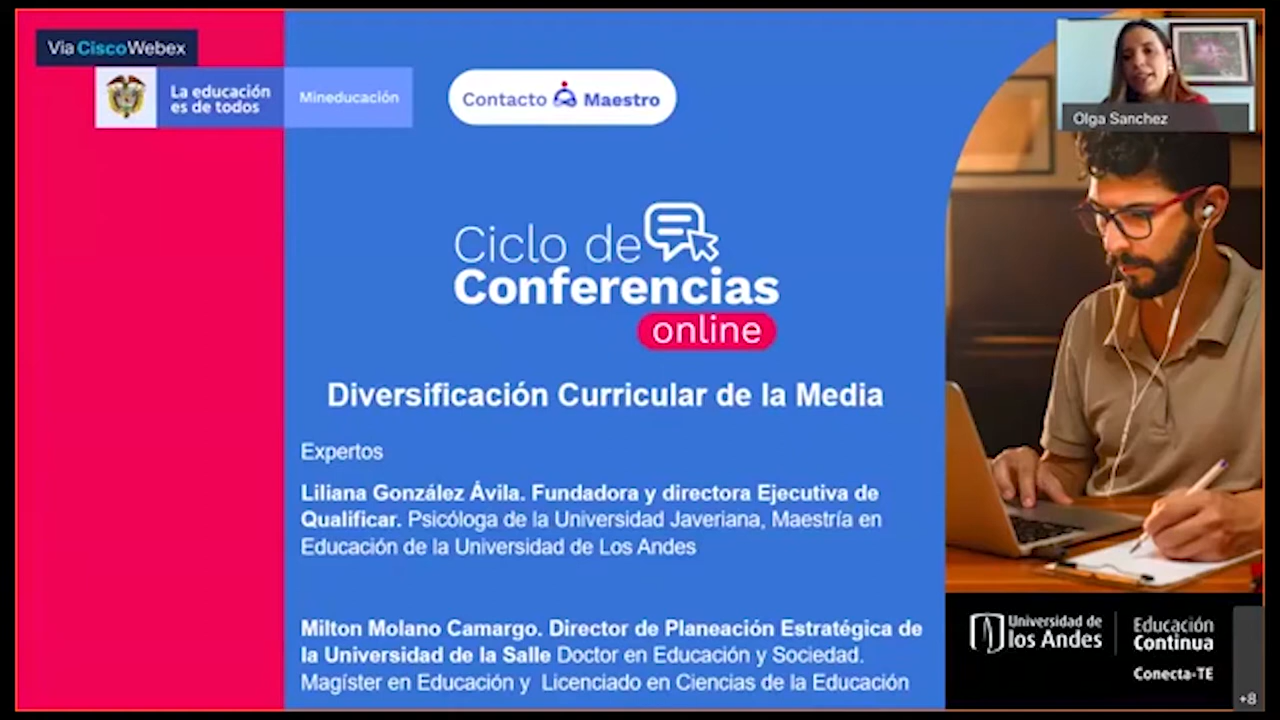 Vía CiscoWebex
La educación
es de todos
Mineducación
Contacto Maestro
Olga Sanchez
Ciclo de
Conferencias
online
Diversificación Curricular de la Media
Expertos
Liliana González Ávila. Fundadora y directora Ejecutiva de
Qualificar. Psicóloga de la Universidad Javeriana, Maestría en
Educación de la Universidad de Los Andes
Milton Molano Camargo. Director de Planeación Estratégica de
la Universidad de la Salle Doctor en Educación y Sociedad.
Magíster en Educación y Licenciado en Ciencias de la Educación
Universidad de
los Andes
Educación
Continua
Conecta-TE
+8